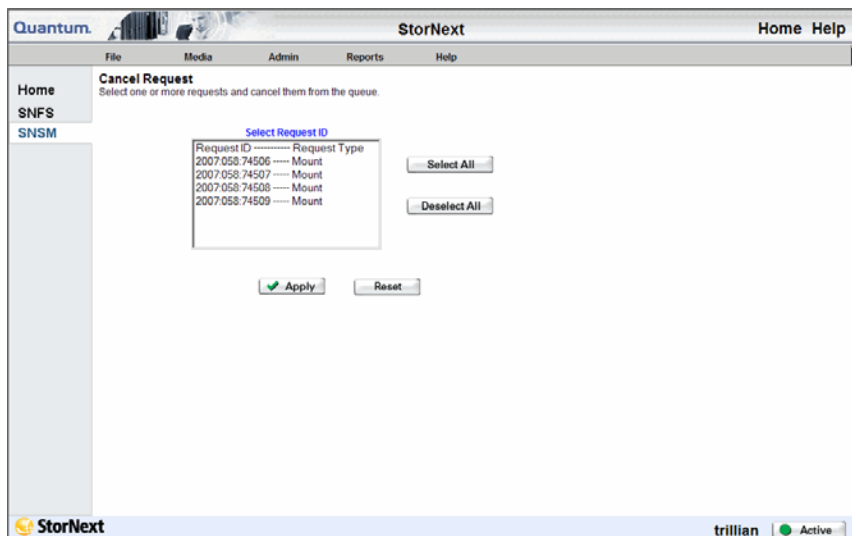 Quantum. StorNext Home Help
File Media Admin Reports Help
Home
SNFS
SNSM
Cancel Request
Select one or more requests and cancel them from the queue.
Select Request ID
Request ID ----------- Request Type
2007:058:74506 ----- Mount
2007:058:74507 ----- Mount
2007:058:74508 ----- Mount
2007:058:74509 ----- Mount
Select All
Deselect All
Apply Reset
StorNext trillian Active